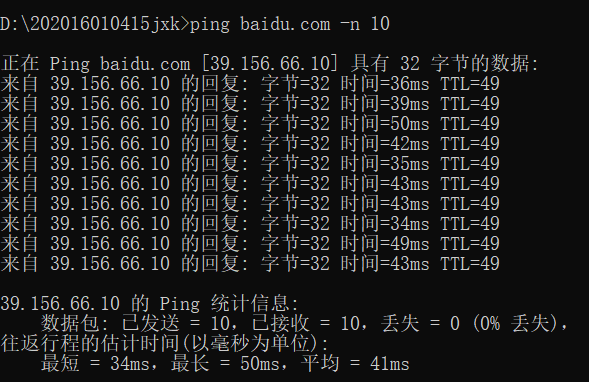 D:\202016010415jxk>ping baidu.com -n 10
正在 Ping baidu.com [39.156.66.10] 具有 32 字节的数据:
来自 39.156.66.10 的回复: 字节=32 时间=36ms TTL=49
来自 39.156.66.10 的回复: 字节=32 时间=39ms TTL=49
来自 39.156.66.10 的回复: 字节=32 时间=50ms TTL=49
来自 39.156.66.10 的回复: 字节=32 时间=42ms TTL=49
来自 39.156.66.10 的回复: 字节=32 时间=35ms TTL=49
来自 39.156.66.10 的回复: 字节=32 时间=43ms TTL=49
来自 39.156.66.10 的回复: 字节=32 时间=43ms TTL=49
来自 39.156.66.10 的回复: 字节=32 时间=34ms TTL=49
来自 39.156.66.10 的回复: 字节=32 时间=49ms TTL=49
来自 39.156.66.10 的回复: 字节=32 时间=43ms TTL=49
39.156.66.10 的 Ping 统计信息:
数据包: 已发送 = 10，已接收 = 10，丢失 = 0 (0% 丢失)，
往返行程的估计时间(以毫秒为单位):
最短 = 34ms，最长 = 50ms，平均 = 41ms